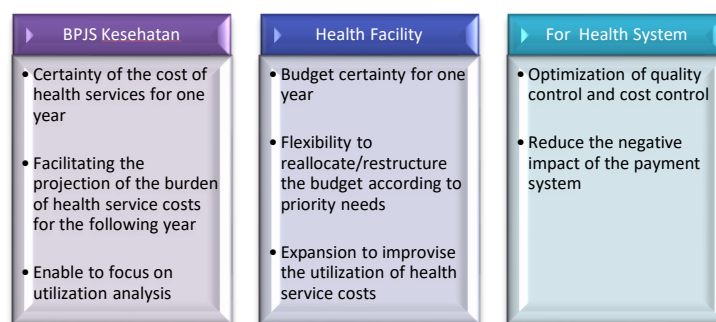 BPJS Kesehatan
• Certainty of the cost of
health services for one
year
• Facilitating the
projection of the burden
of health service costs
for the following year
• Enable to focus on
utilization analysis
Health Facility
• Budget certainty for one
year
• Flexibility to
reallocate/restructure
the budget according to
priority needs
• Expansion to improvise
the utilization of health
service costs
For Health System
• Optimization of quality
control and cost control
• Reduce the negative
impact of the payment
system